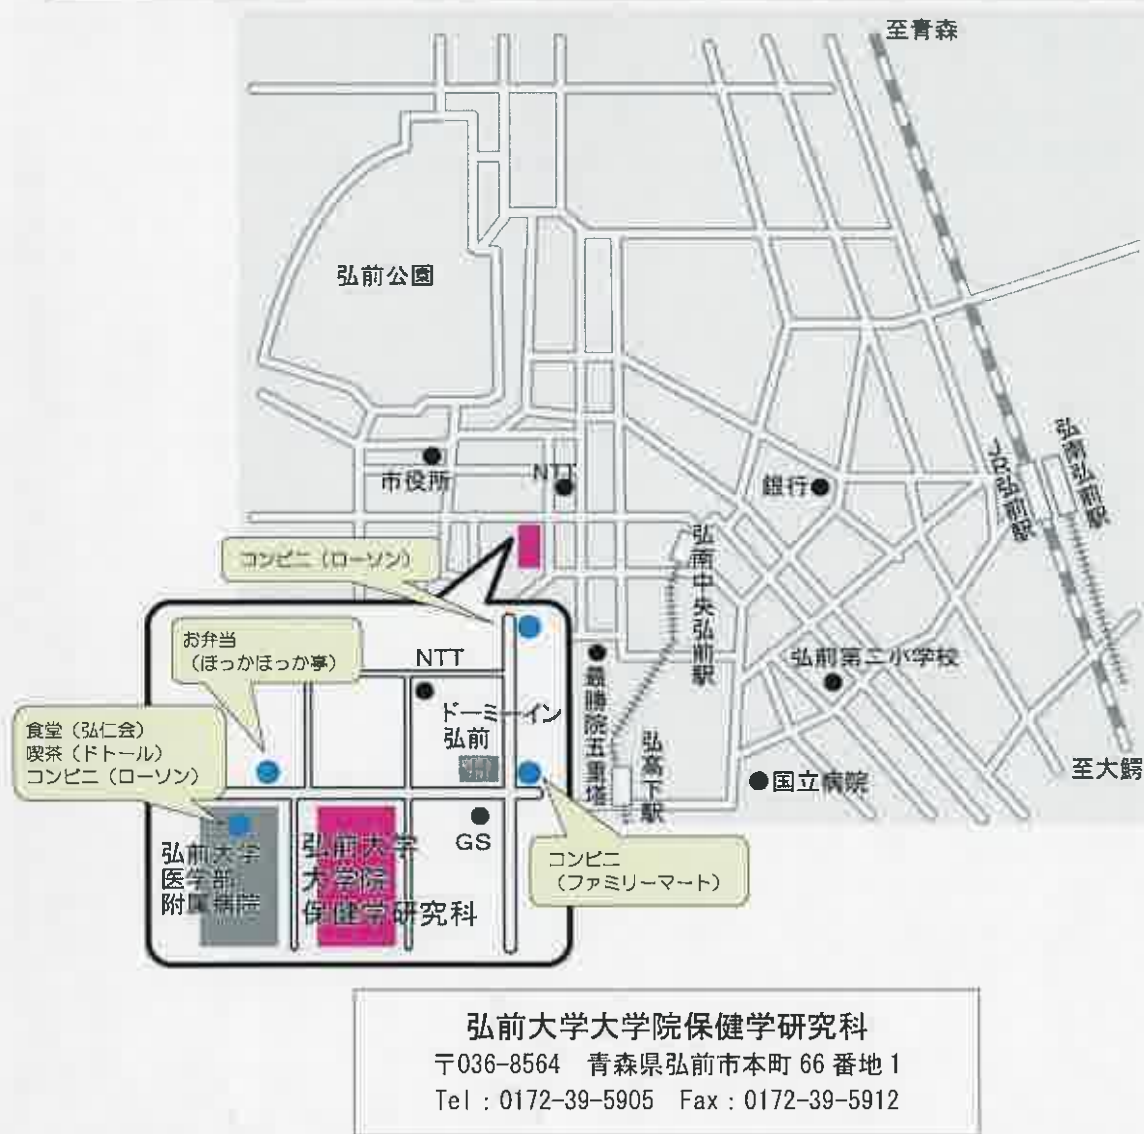 至青森
弘前公園
市役所
NTT
銀行
JR弘前駅
弘南弘前駅
弘南中央弘前駅
コンビニ（ローソン）
お弁当
（ほっかほっか亭）
NTT
ドーミーイン
弘前
最勝院五重塔
弘前第二小学校
弘高下駅
国立病院
至大鰐
食堂（弘仁会）
喫茶（ドトール）
コンビニ（ローソン）
GS
弘前大学
医学部
附属病院
弘前大学
大学院
保健学研究科
コンビニ
（ファミリーマート）
弘前大学大学院保健学研究科
〒036-8564　青森県弘前市本町 66 番地 1
Tel：0172-39-5905　Fax：0172-39-5912